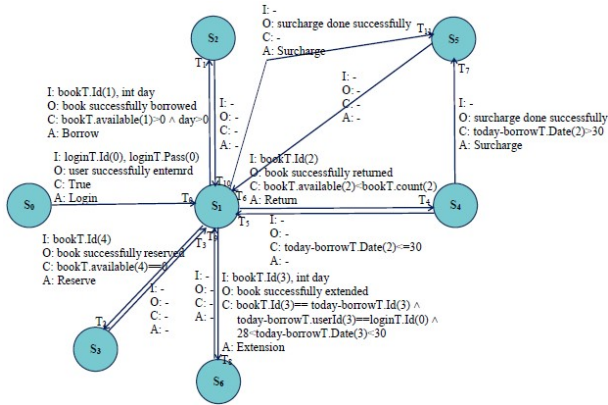 I: -
O: surcharge done successfully
C: -
A: Surcharge
T11
S5
T7
S2
T1
I: bookT.Id(1), int day
O: book successfully borrowed
C: bookT.available(1)>0 ∧ day>0
A: Borrow
I: -
O: -
C: -
A: -
T10
I: -
O: -
C: -
A: -
I: -
O: surcharge done successfully
C: today-borrowT.Date(2)>30
A: Surcharge
I: loginT.Id(0), loginT.Pass(0)
O: user successfully enternrd
C: True
A: Login
S0
S1
T6
I: bookT.Id(2)
O: book successfully returned
C: bookT.available(2)<bookT.count(2)
A: Return
T4
S4
T5
I: -
O: -
C: today-borrowT.Date(2)<=30
A: -
I: bookT.Id(4)
O: book successfully reserved
C: bookT.available(4)==0
A: Reserve
T3
I: -
O: -
C: -
A: -
S3
I: -
O: -
C: -
A: -
I: bookT.Id(3), int day
O: book successfully extended
C: bookT.Id(3)== today-borrowT.Id(3) ∧
today-borrowT.userId(3)==loginT.Id(0) ∧
28<today-borrowT.Date(3)<30
A: Extension
S6